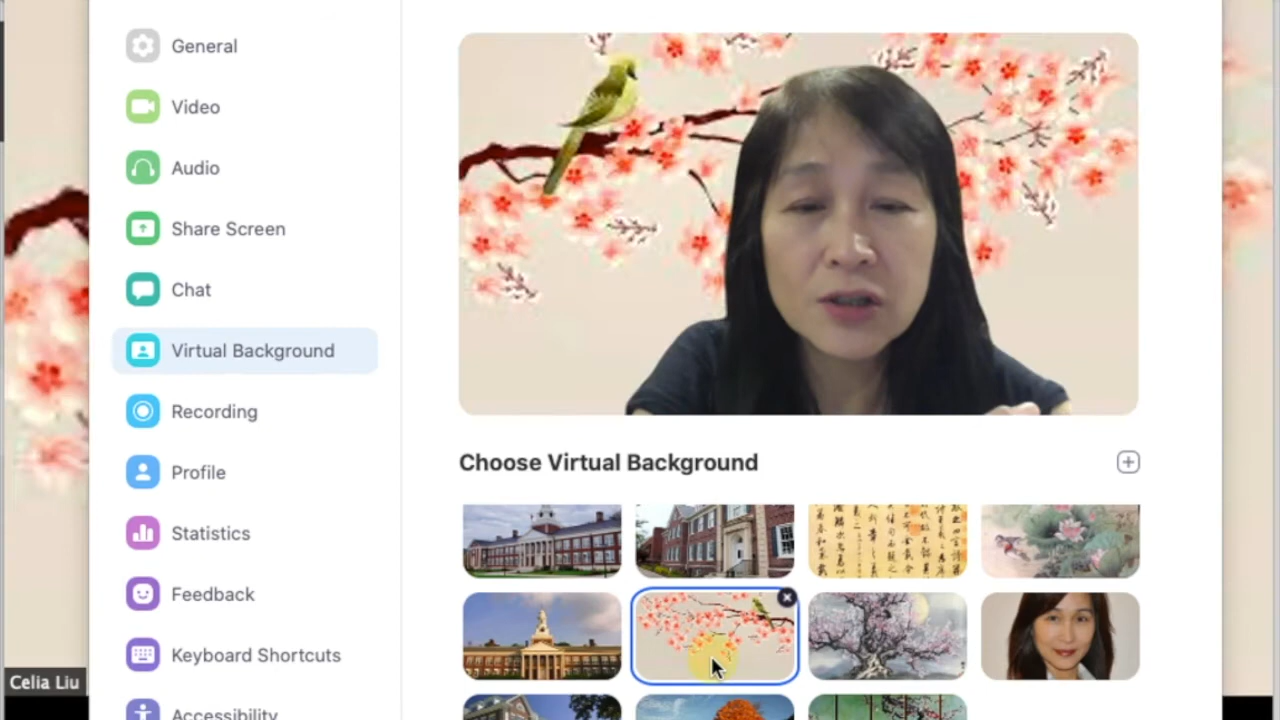 General
Video
Audio
Share Screen
Chat
Virtual Background
Recording
Profile
Statistics
Feedback
Keyboard Shortcuts
Accessibility
Choose Virtual Background
Celia Liu